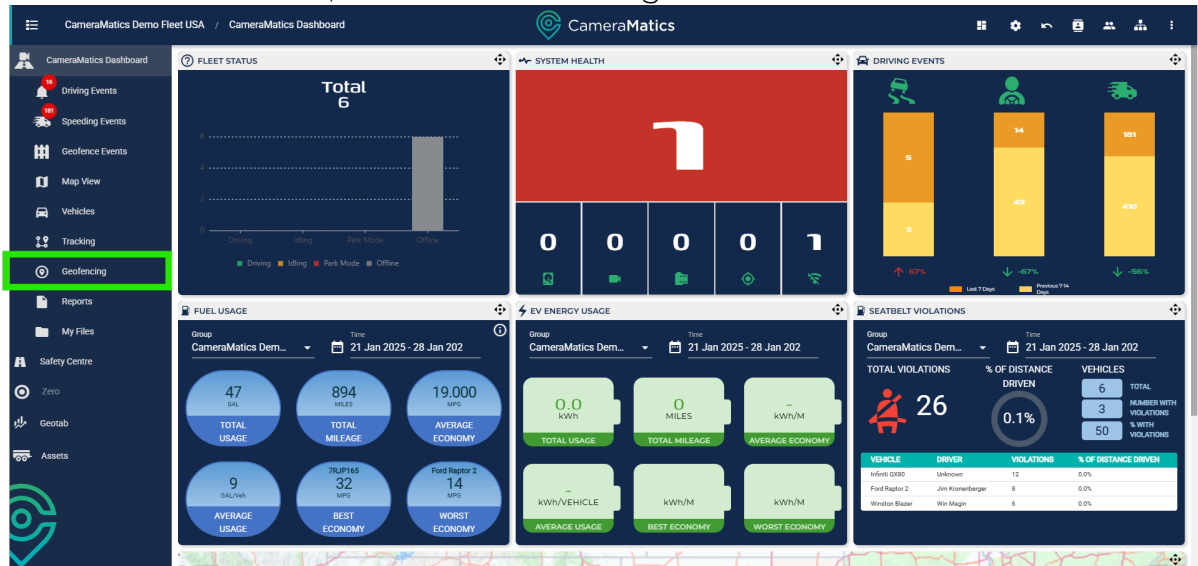 CameraMatics Demo Fleet USA / CameraMatics Dashboard
CameraMatics
CameraMatics Dashboard
16
Driving Events
181
Speeding Events
Geofence Events
Map View
Vehicles
Tracking
Geofencing
Reports
My Files
Safety Centre
Zero
Geotab
Assets
FLEET STATUS
Total
6
6
4
2
0
Driving Idling Park Mode Offline
Driving Idling Park Mode Offline
SYSTEM HEALTH
1
0 0 0 0 1
DRIVING EVENTS
14 181
5
43 410
3
67% -67% -56%
Last 7 Days Previous 7-14 Days
FUEL USAGE
Group Time
CameraMatics Dem... 21 Jan 2025 - 28 Jan 202
47 894 19.000
GAL MILES MPG
TOTAL USAGE TOTAL MILEAGE AVERAGE ECONOMY
7RJP165 Ford Raptor 2
9 32 14
GAL/Veh MPG MPG
AVERAGE USAGE BEST ECONOMY WORST ECONOMY
EV ENERGY USAGE
Group Time
CameraMatics Dem... 21 Jan 2025 - 28 Jan 202
0.0 0 –
kWh MILES kWh/M
TOTAL USAGE TOTAL MILEAGE AVERAGE ECONOMY
–
kWh/VEHICLE kWh/M kWh/M
AVERAGE USAGE BEST ECONOMY WORST ECONOMY
SEATBELT VIOLATIONS
Group Time
CameraMatics Dem... 21 Jan 2025 - 28 Jan 202
TOTAL VIOLATIONS % OF DISTANCE DRIVEN VEHICLES
26
0.1%
6 TOTAL
3 NUMBER WITH VIOLATIONS
50 % WITH VIOLATIONS
VEHICLE DRIVER VIOLATIONS % OF DISTANCE DRIVEN
Infiniti QX80 Unknown 12 0.0%
Ford Raptor 2 Jim Kronenberger 8 0.0%
Winston Blazer Win Magin 6 0.0%